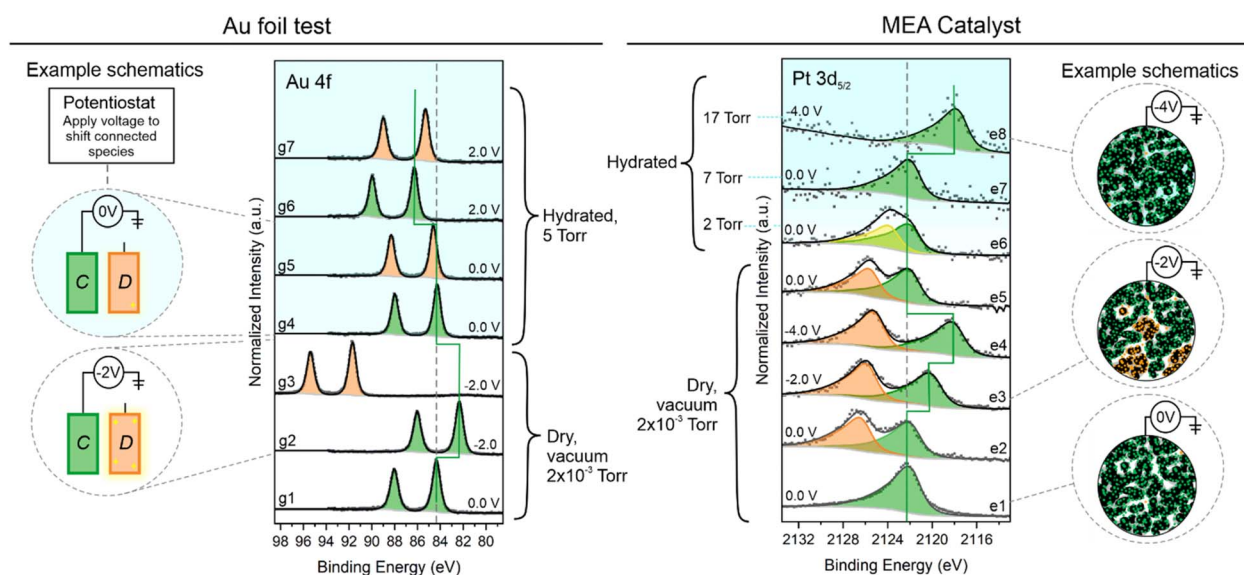 Au foil test
MEA Catalyst
Example schematics
Potentiostat
Apply voltage to
shift connected
species
0V
C
D
-2V
C
D
Au 4f
Normalized Intensity (a.u.)
g7
2.0 V
g6
2.0 V
g5
0.0 V
g4
0.0 V
g3
-2.0 V
g2
-2.0
g1
0.0 V
98 96 94 92 90 88 86 84 82 80
Binding Energy (eV)
Hydrated,
5 Torr
Dry,
vacuum
2x10⁻³ Torr
Hydrated
17 Torr
7 Torr
2 Torr
Dry,
vacuum
2x10⁻³ Torr
Pt 3d₅/₂
Normalized Intensity (a.u.)
-4.0 V
e8
0.0 V
e7
0.0 V
e6
0.0 V
e5
-4.0 V
e4
-2.0 V
e3
0.0 V
e2
0.0 V
e1
2132 2128 2124 2120 2116
Binding Energy (eV)
Example schematics
-4V
-2V
0V